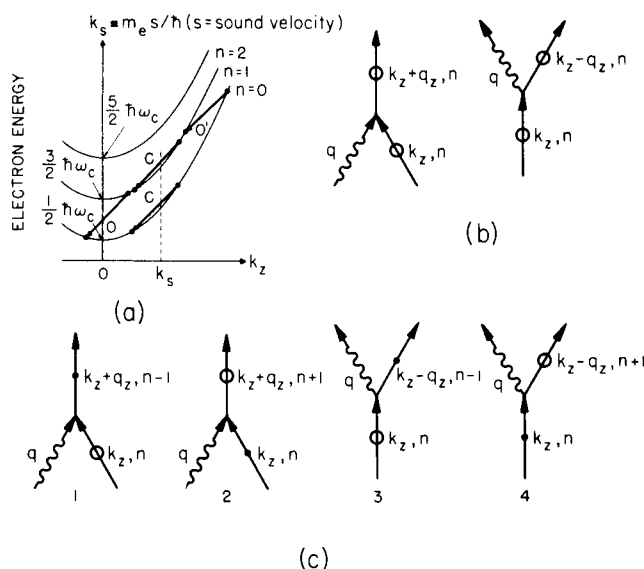 k_s ≡ m_e s/ħ (s = sound velocity)
n=2
n=1
n=0
5/2 ħω_c
3/2 ħω_c
1/2 ħω_c
O'
C'
C
O
ELECTRON ENERGY
0
k_s
k_z
(a)
k_z+q_z, n
k_z, n
q
q
k_z-q_z, n
k_z, n
(b)
k_z+q_z, n-1
q
k_z, n
1
k_z+q_z, n+1
q
k_z, n
2
q
k_z-q_z, n-1
k_z, n
3
q
k_z-q_z, n+1
k_z, n
4
(c)